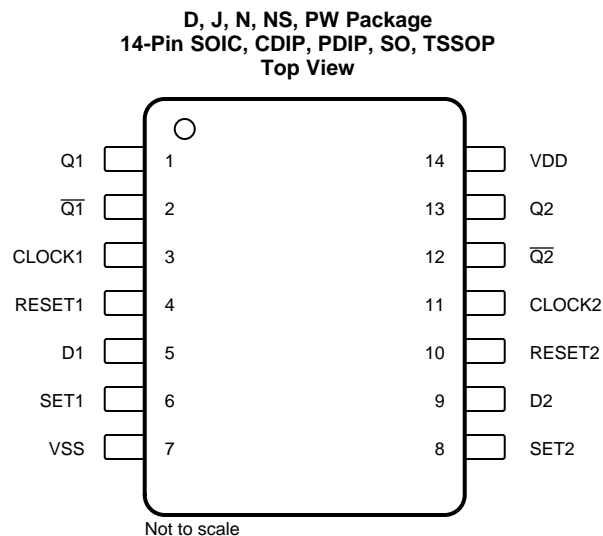 D, J, N, NS, PW Package
14-Pin SOIC, CDIP, PDIP, SO, TSSOP
Top View
Q1 1 14 VDD
Q̅1̅ 2 13 Q2
CLOCK1 3 12 Q̅2̅
RESET1 4 11 CLOCK2
D1 5 10 RESET2
SET1 6 9 D2
VSS 7 8 SET2
Not to scale